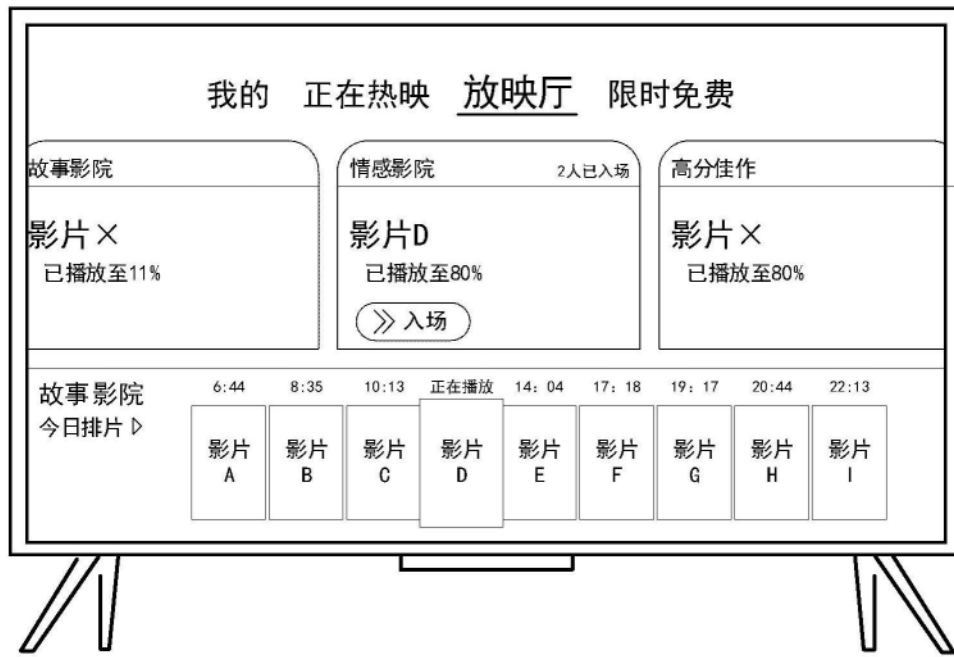 我的 正在热映 放映厅 限时免费
故事影院
影片×
已播放至11%
情感影院 2人已入场
影片D
已播放至80%
入场
高分佳作
影片×
已播放至80%
故事影院
今日排片
6:44 8:35 10:13 正在播放 14：04 17：18 19：17 20:44 22:13
影片 影片 影片 影片 影片 影片 影片 影片 影片
A B C D E F G H I